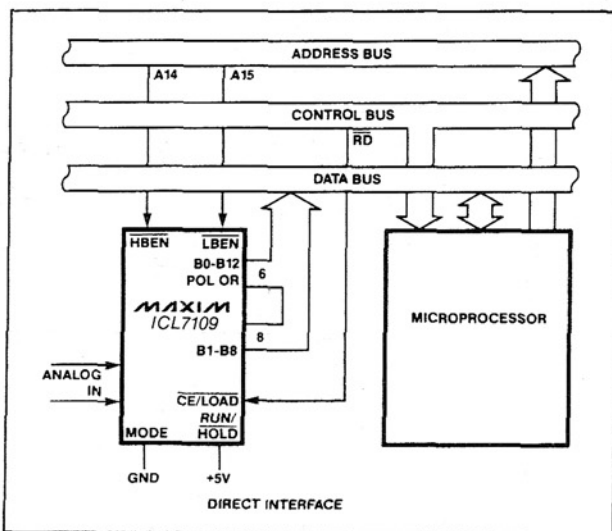 ADDRESS BUS
A14
A15
CONTROL BUS
RD
DATA BUS
HBEN
LBEN
B0-B12
POL OR
6
MAXIM
ICL7109
8
B1-B8
MICROPROCESSOR
ANALOG
IN
CE/LOAD
RUN/
HOLD
MODE
GND
+5V
DIRECT INTERFACE